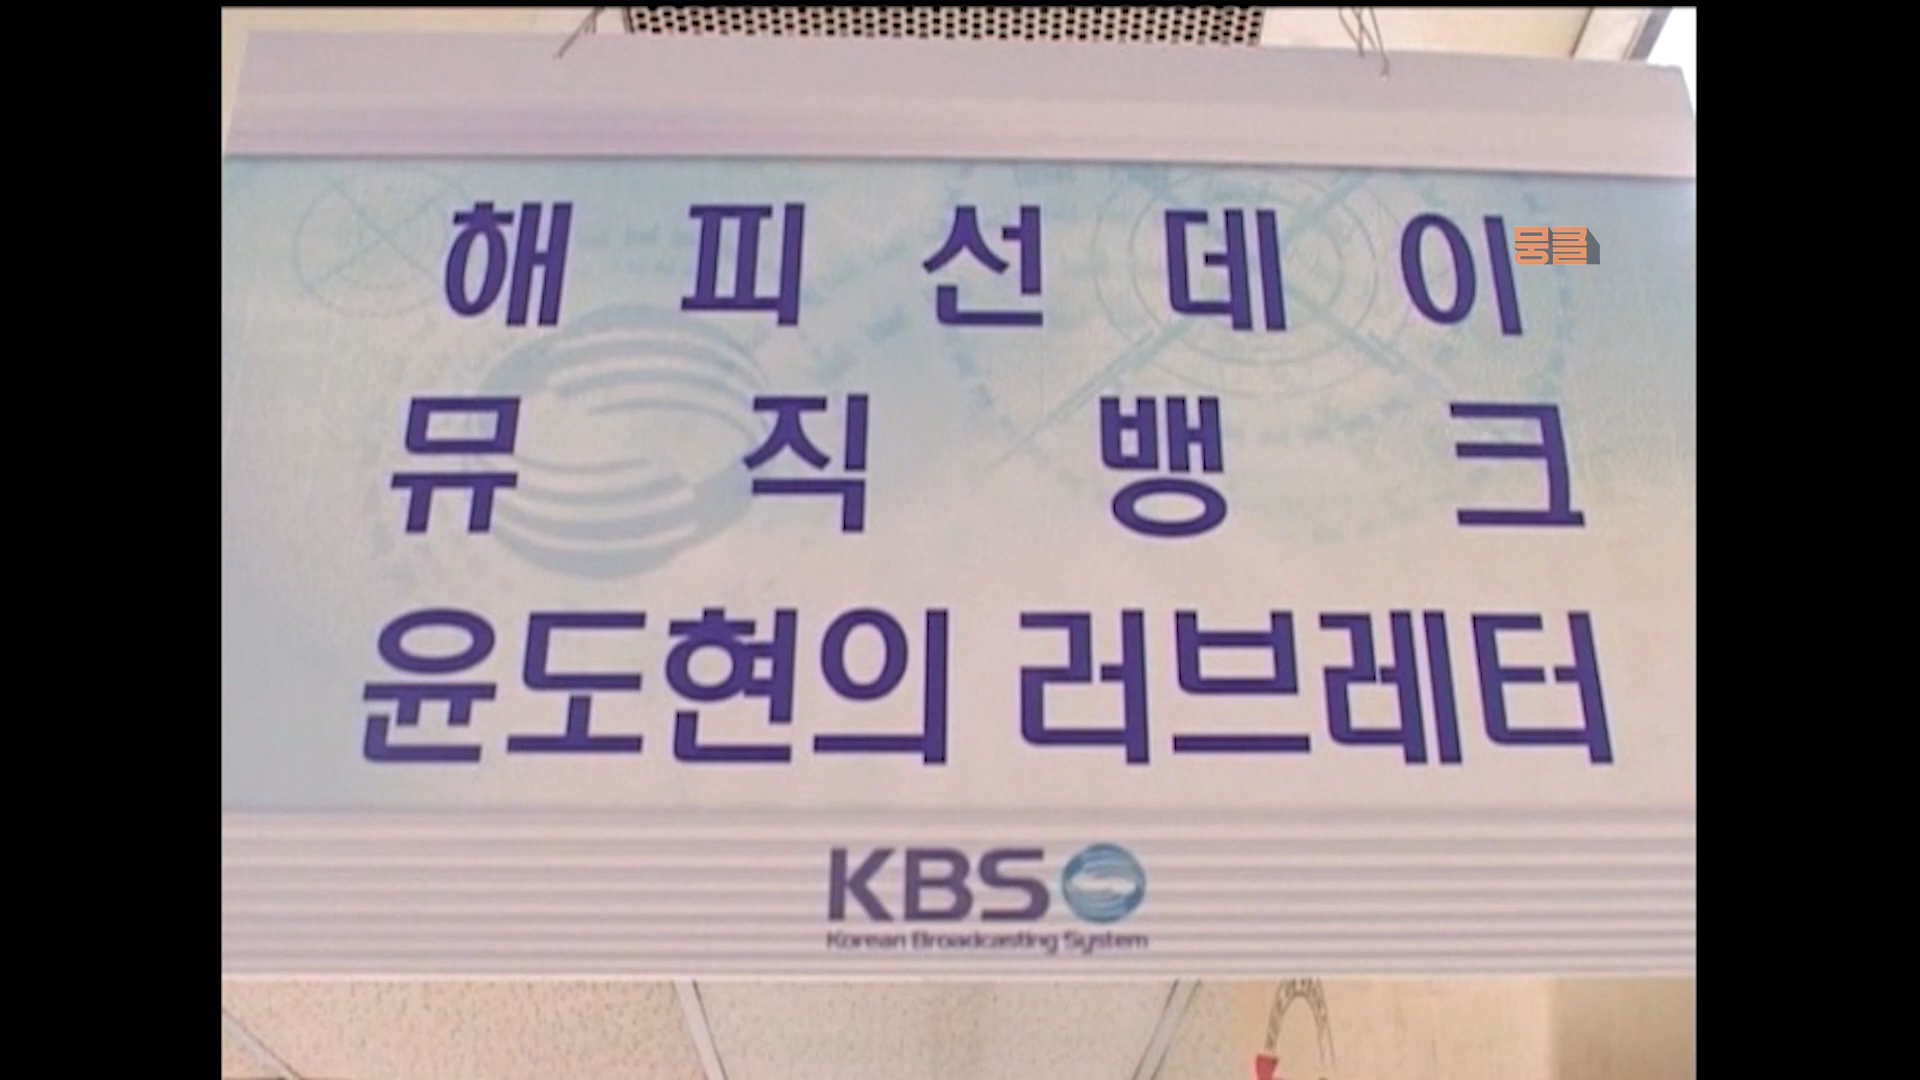 해피선데이
뭉클
뮤직뱅크
윤도현의 러브레터
KBS
Korean Broadcasting System